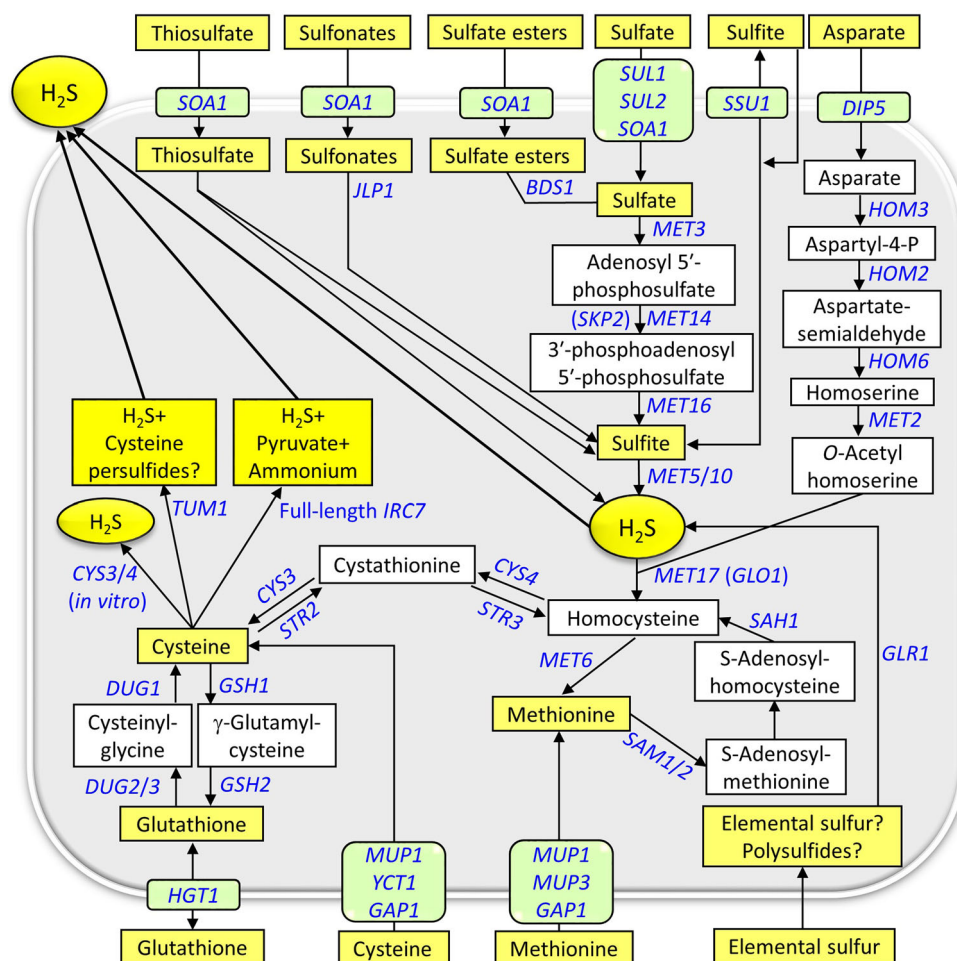 Thiosulfate
Sulfonates
Sulfate esters
Sulfate
Sulfite
Asparate
H₂S
SOA1
SOA1
SOA1
SUL1
SUL2
SOA1
SSU1
DIP5
Thiosulfate
Sulfonates
Sulfate esters
Asparate
JLP1
BDS1
Sulfate
HOM3
MET3
Aspartyl-4-P
Adenosyl 5′-
phosphosulfate
HOM2
Aspartate-
semialdehyde
(SKP2) MET14
3′-phosphoadenosyl
5′-phosphosulfate
HOM6
Homoserine
MET16
MET2
H₂S+
Cysteine
persulfides?
H₂S+
Pyruvate+
Ammonium
Sulfite
O-Acetyl
homoserine
MET5/10
TUM1
Full-length IRC7
H₂S
H₂S
CYS3/4
(in vitro)
CYS3
STR2
Cystathionine
CYS4
STR3
MET17 (GLO1)
Homocysteine
SAH1
Cysteine
MET6
GLR1
S-Adenosyl-
homocysteine
DUG1
GSH1
Cysteinyl-
glycine
γ-Glutamyl-
cysteine
Methionine
SAM1/2
S-Adenosyl-
methionine
DUG2/3
GSH2
Glutathione
Elemental sulfur?
Polysulfides?
HGT1
MUP1
YCT1
GAP1
MUP1
MUP3
GAP1
Glutathione
Cysteine
Methionine
Elemental sulfur